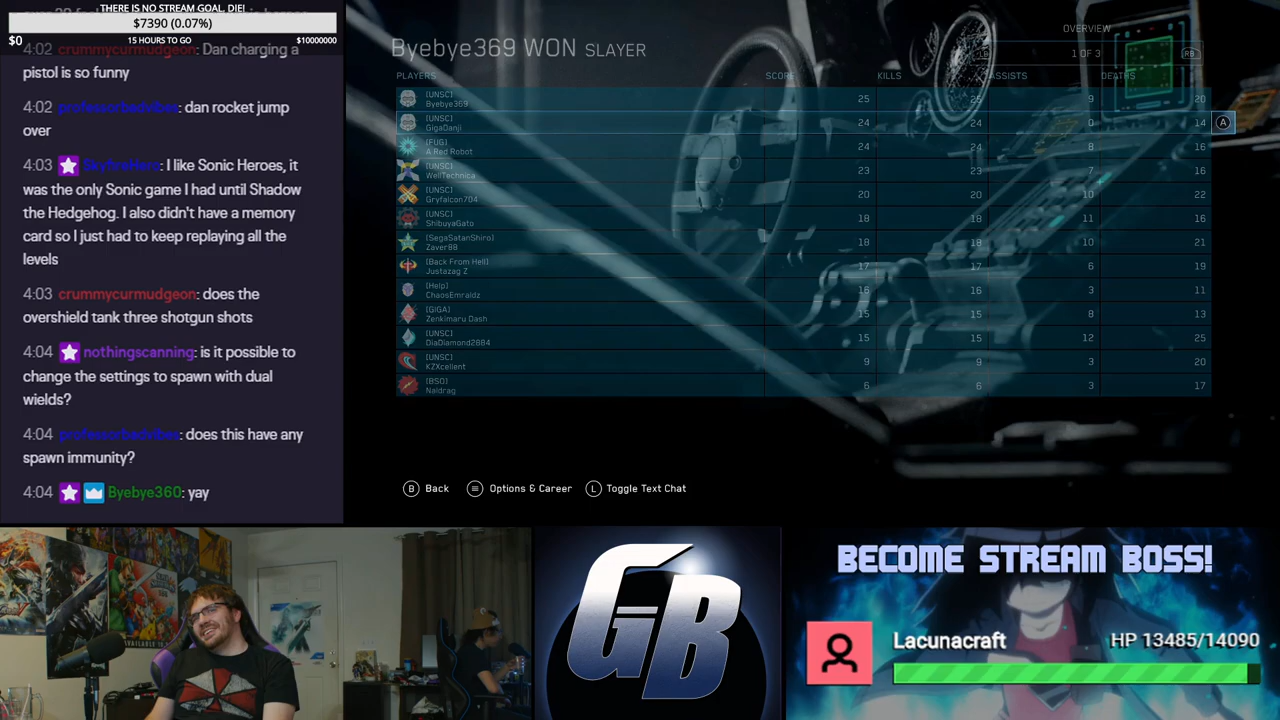 THERE IS NO STREAM GOAL, DIE!
$7390 (0.07%)
$0
15 HOURS TO GO
$10000000
4:02 crummycurmudgeon: Dan charging a
pistol is so funny
4:02 professorbadvibes: dan rocket jump
over
4:03 SkyfireHero: I like Sonic Heroes, it
was the only Sonic game I had until Shadow
the Hedgehog. I also didn't have a memory
card so I just had to keep replaying all the
levels
4:03 crummycurmudgeon: does the
overshield tank three shotgun shots
4:04 nothingscanning: is it possible to
change the settings to spawn with dual
wields?
4:04 professorbadvibes: does this have any
spawn immunity?
4:04 Byebye360: yay
Byebye369 WON SLAYER
OVERVIEW
LB 1 OF 3 RB
PLAYERS SCORE KILLS ASSISTS DEATHS
[UNSC]
Byebye369 25 25 9 20
[UNSC]
GigaDanji 24 24 0 14 A
[FUG]
A Red Robot 24 24 8 16
[UNSC]
WellTechnica 23 23 7 16
[UNSC]
Gryfalcon704 20 20 10 22
[UNSC]
ShibuyaGato 18 18 11 16
[SegaSatanShiro]
Zaver98 18 18 10 21
[Back From Hell]
Justazag Z 17 17 6 19
[Help]
ChaosEmraldz 16 16 3 11
[GIGA]
Zenkimaru Dash 15 15 8 13
[UNSC]
DiaDiamond2884 15 15 12 25
[UNSC]
KZXcellent 9 9 3 20
[BSO]
Naldrag 6 6 3 17
B Back Options & Career L Toggle Text Chat
GB
BECOME STREAM BOSS!
Lacunacraft HP 13485/14090